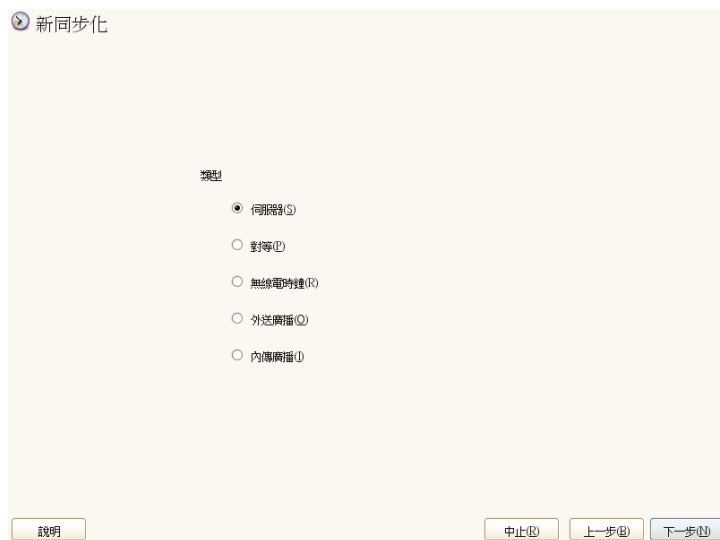 新同步化
類型
伺服器(S)
對等(P)
無線電時鐘(R)
外送廣播(O)
內傳廣播(I)
說明
中止(R)
上一步(B)
下一步(N)